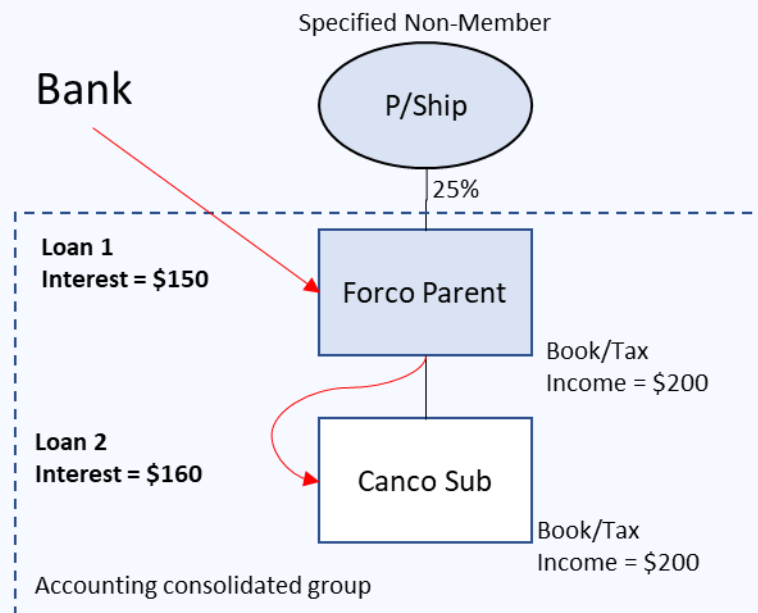 Specified Non-Member
Bank
P/Ship
25%
Loan 1
Interest = $150
Forco Parent
Book/Tax
Income = $200
Loan 2
Interest = $160
Canco Sub
Book/Tax
Income = $200
Accounting consolidated group